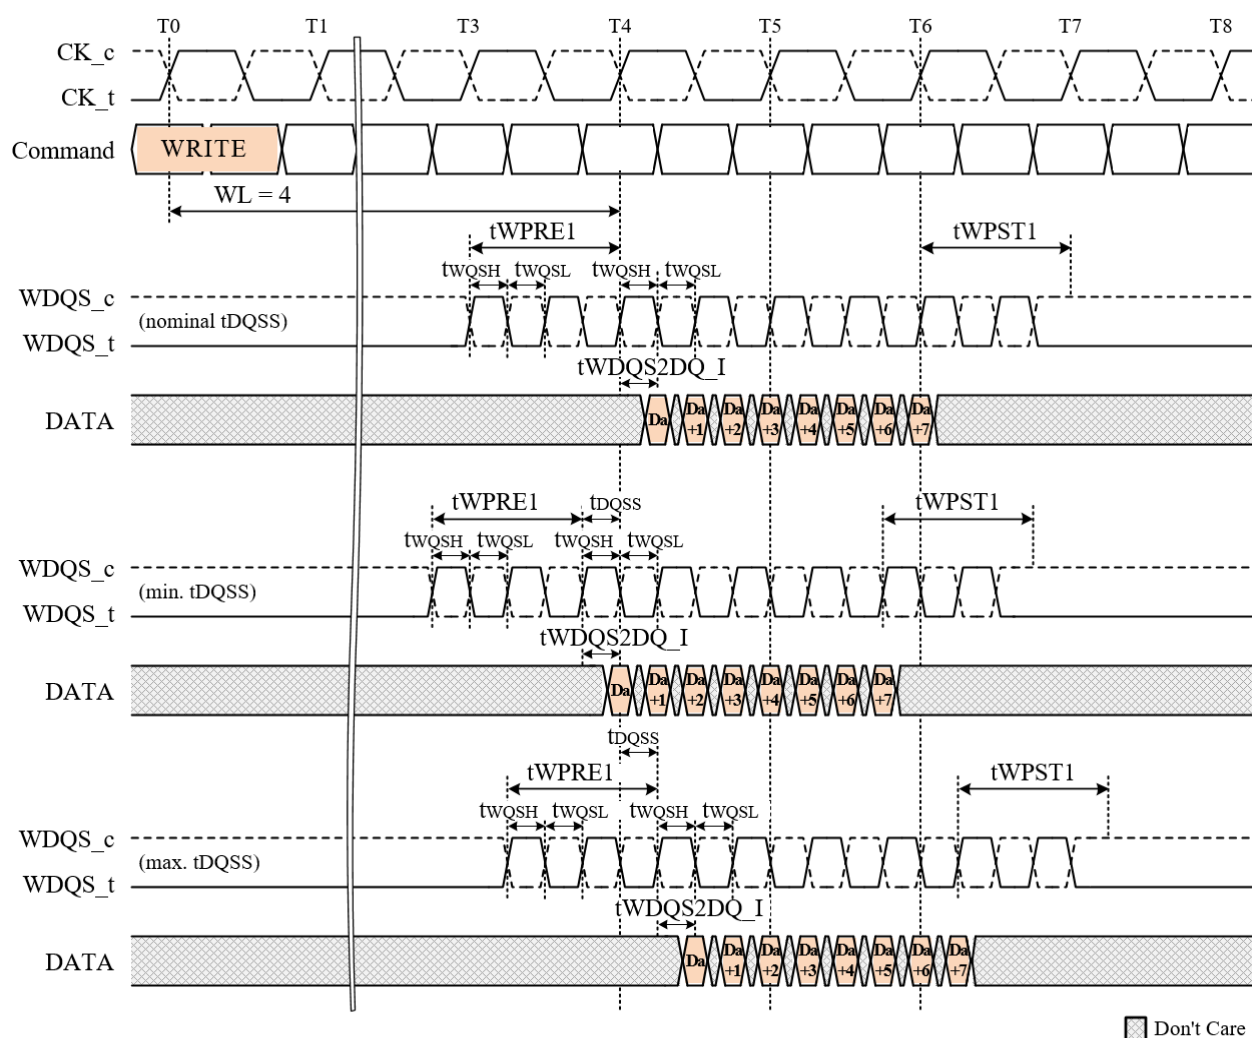 T0 T1 T3 T4 T5 T6 T7 T8
CK_c
CK_t
Command WRITE
WL = 4
tWPRE1 tWPST1
tWQSH tWQSL tWQSH tWQSL
WDQS_c
(nominal tDQSS)
WDQS_t
tWDQS2DQ_I
DATA Da Da+1 Da+2 Da+3 Da+4 Da+5 Da+6 Da+7
tWPRE1 tDQSS tWPST1
tWQSH tWQSL tWQSH tWQSL
WDQS_c
(min. tDQSS)
WDQS_t
tWDQS2DQ_I
DATA Da Da+1 Da+2 Da+3 Da+4 Da+5 Da+6 Da+7
tDQSS
tWPRE1 tWPST1
tWQSH tWQSL tWQSH tWQSL
WDQS_c
(max. tDQSS)
WDQS_t
tWDQS2DQ_I
DATA Da Da+1 Da+2 Da+3 Da+4 Da+5 Da+6 Da+7
Don't Care